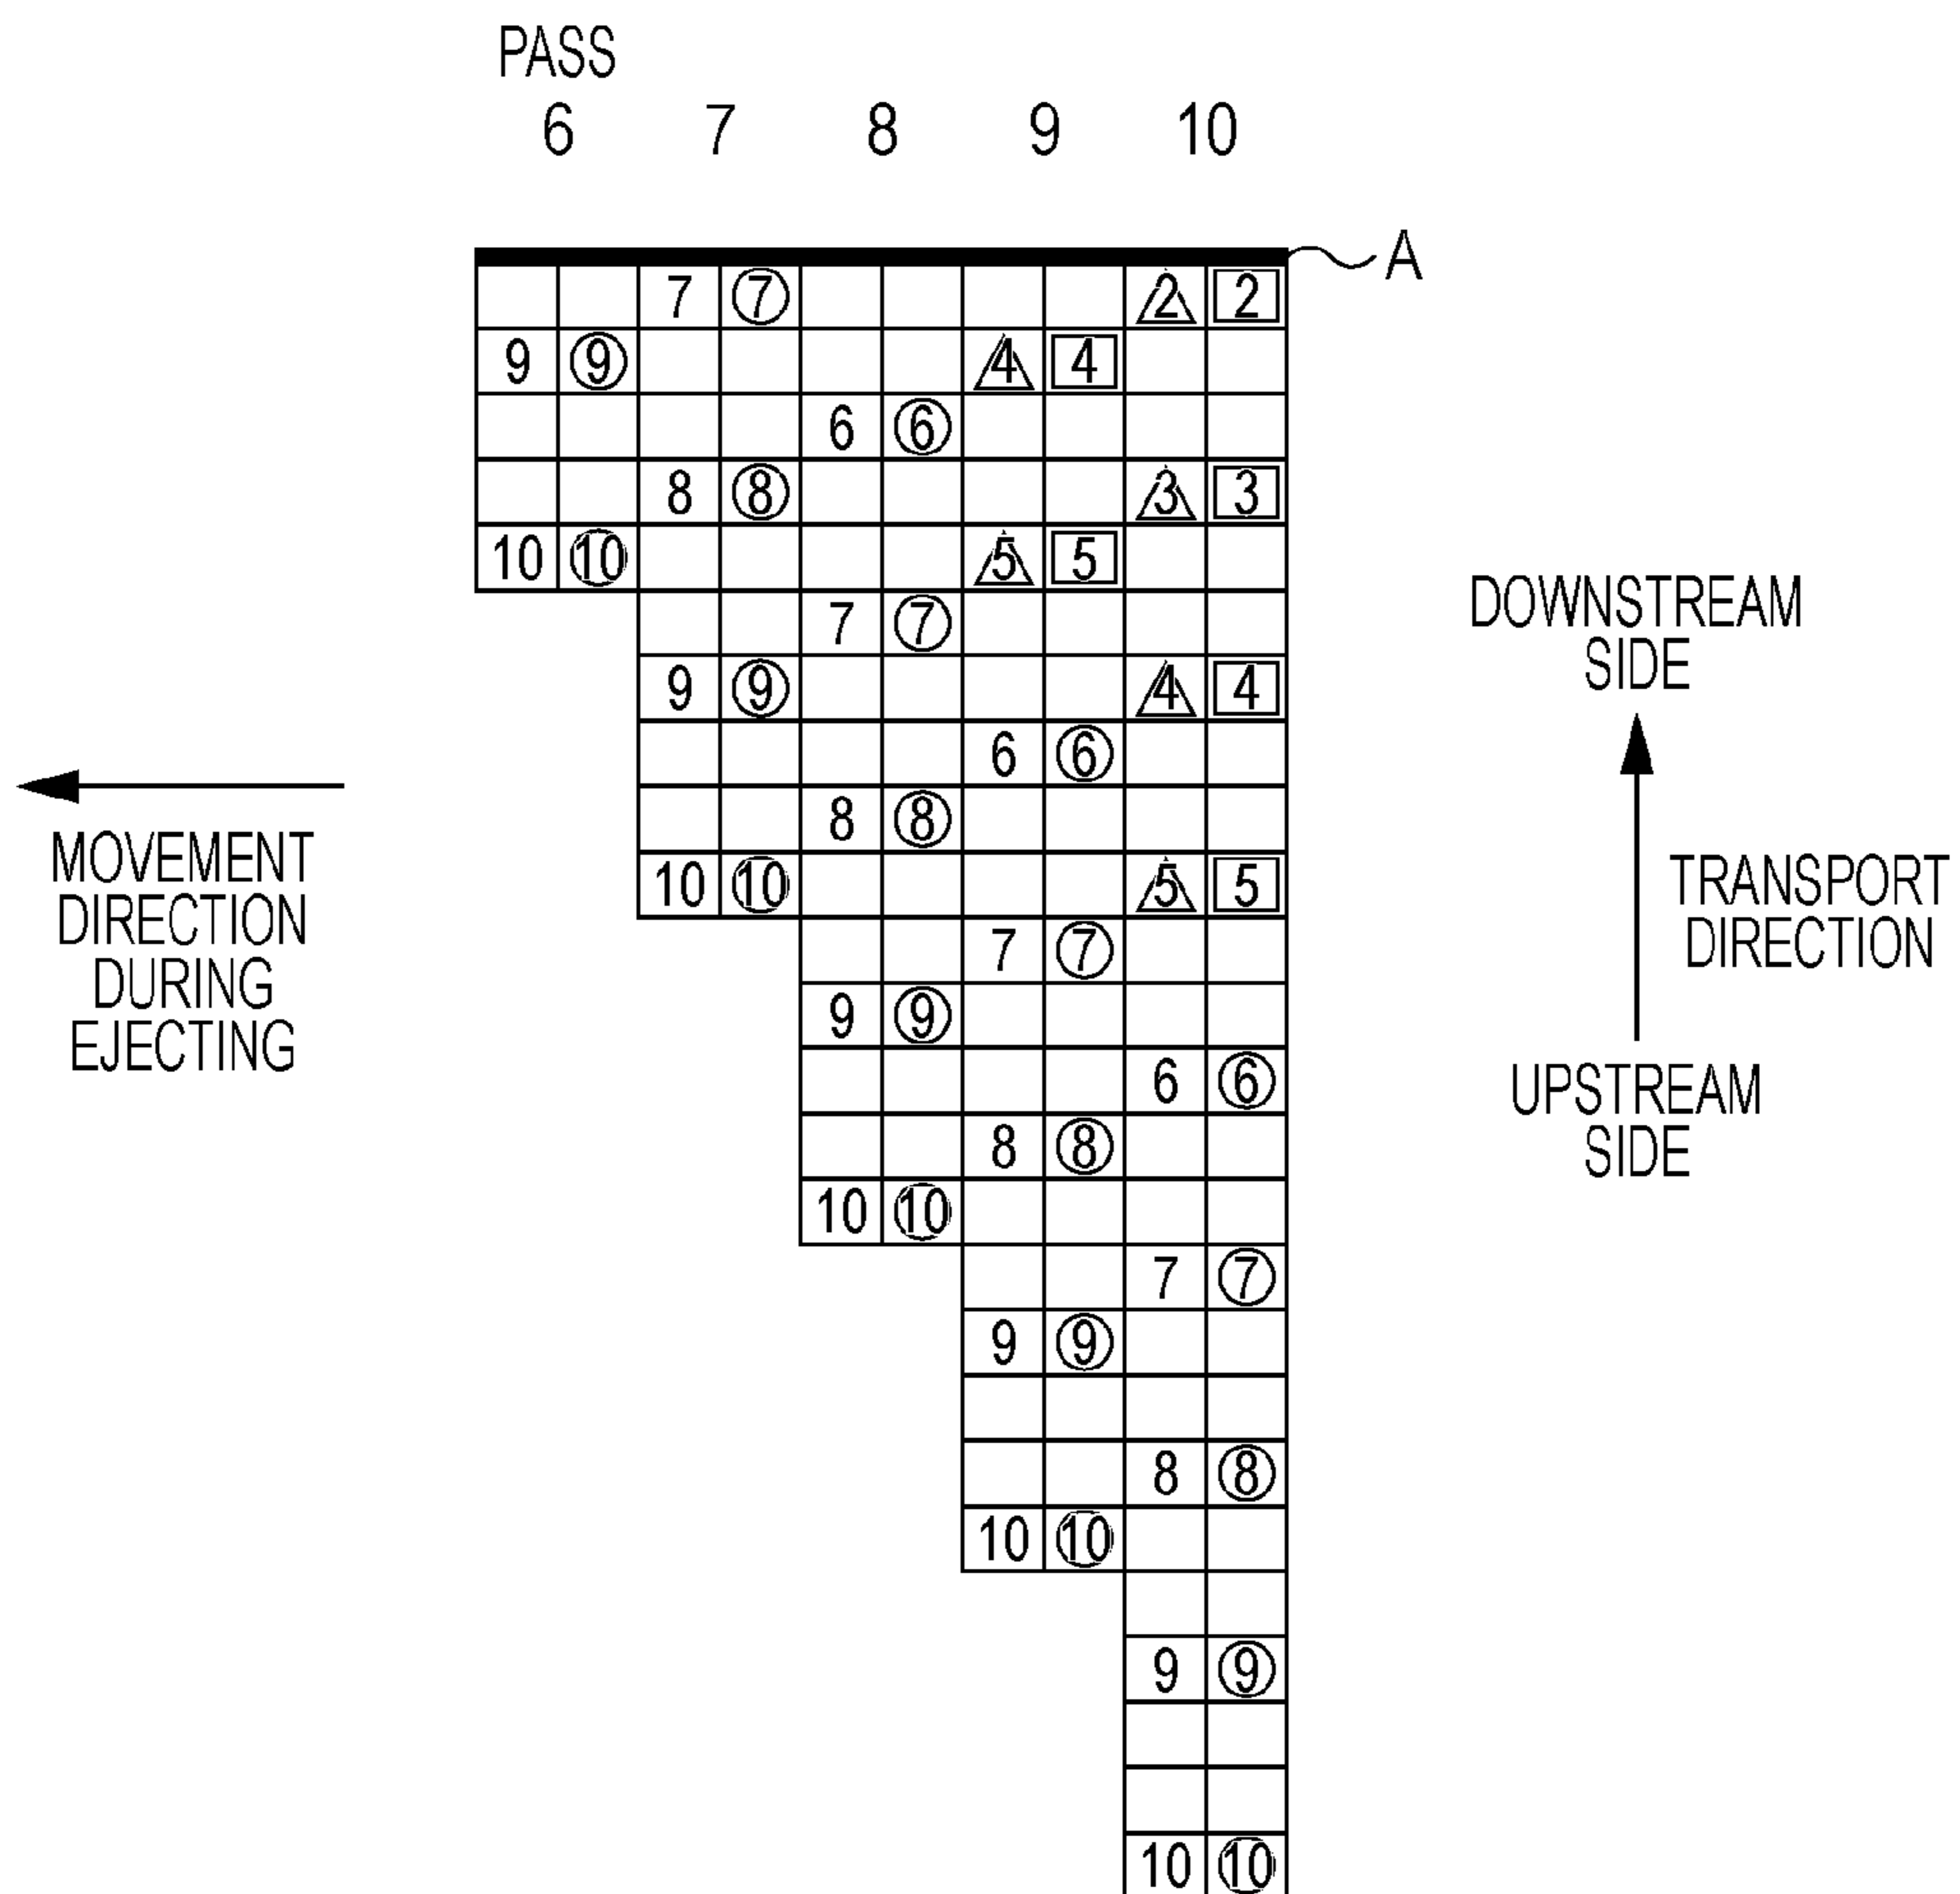 PASS
6 7 8 9 10
A
7 7 2 2
9 9 4 4
6 6
8 8 3 3
10 10 5 5
7 7
9 9 4 4
6 6
8 8
10 10 5 5
7 7
9 9
6 6
8 8
10 10
7 7
9 9
8 8
10 10
9 9
10 10
MOVEMENT
DIRECTION
DURING
EJECTING
DOWNSTREAM
SIDE
TRANSPORT
DIRECTION
UPSTREAM
SIDE